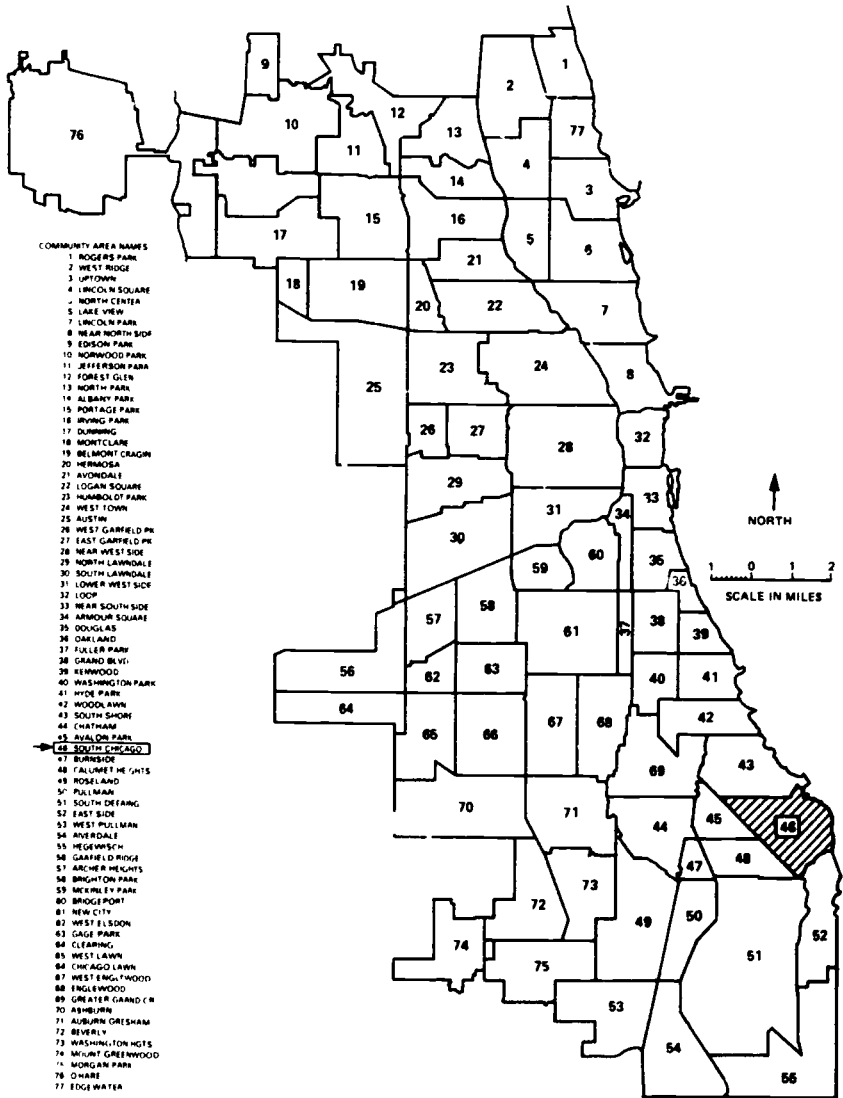 1
9
2
12
77
76
10
13
11
4
14
3
15
16
17
5
6
21
18
19
20
22
7
23
24
8
25
26
27
28
32
29
33
31
34
30
60
35
59
36
NORTH
1 0 1 2
SCALE IN MILES
58
57
61
37
38
39
56
62
63
40
41
64
65
66
67
68
42
69
43
70
71
44
45
46
47
48
72
73
49
50
74
75
51
52
53
54
55
COMMUNITY AREA NAMES
1 ROGERS PARK
2 WEST RIDGE
3 UPTOWN
4 LINCOLN SQUARE
NORTH CENTER
LAKE VIEW
7 LINCOLN PARK
8 NEAR NORTH SIDE
9 EDISON PARK
10 NORWOOD PARK
11 JEFFERSON PARK
12 FOREST GLEN
13 NORTH PARK
14 ALBANY PARK
15 PORTAGE PARK
16 IRVING PARK
17 DUNNING
18 MONTCLARE
19 BELMONT CRAGIN
20 HERMOSA
21 AVONDALE
22 LOGAN SQUARE
23 HUMBOLDT PARK
24 WEST TOWN
25 AUSTIN
26 WEST GARFIELD PK
27 EAST GARFIELD PK
28 NEAR WEST SIDE
29 NORTH LAWNDALE
30 SOUTH LAWNDALE
31 LOWER WEST SIDE
32 LOOP
33 NEAR SOUTH SIDE
34 ARMOUR SQUARE
35 DOUGLAS
36 OAKLAND
37 FULLER PARK
38 GRAND BLVD
39 KENWOOD
40 WASHINGTON PARK
41 HYDE PARK
42 WOODLAWN
43 SOUTH SHORE
44 CHATHAM
45 AVALON PARK
46 SOUTH CHICAGO
47 BURNSIDE
48 CALUMET HEIGHTS
49 ROSELAND
50 PULLMAN
51 SOUTH DEERING
52 EAST SIDE
53 WEST PULLMAN
54 RIVERDALE
55 HEGEWISCH
56 GARFIELD RIDGE
57 ARCHER HEIGHTS
58 BRIGHTON PARK
59 MCKINLEY PARK
60 BRIDGEPORT
61 NEW CITY
62 WEST ELSDON
63 GAGE PARK
64 CLEARING
65 WEST LAWN
CHICAGO LAWN
67 WEST ENGLEWOOD
68 ENGLEWOOD
69 GREATER GRAND CR
70 ASHBURN
71 AUBURN GRESHAM
72 BEVERLY
73 WASHINGTON HGTS
74 MOUNT GREENWOOD
MORGAN PARK
76 O'HARE
77 EDGEWATER